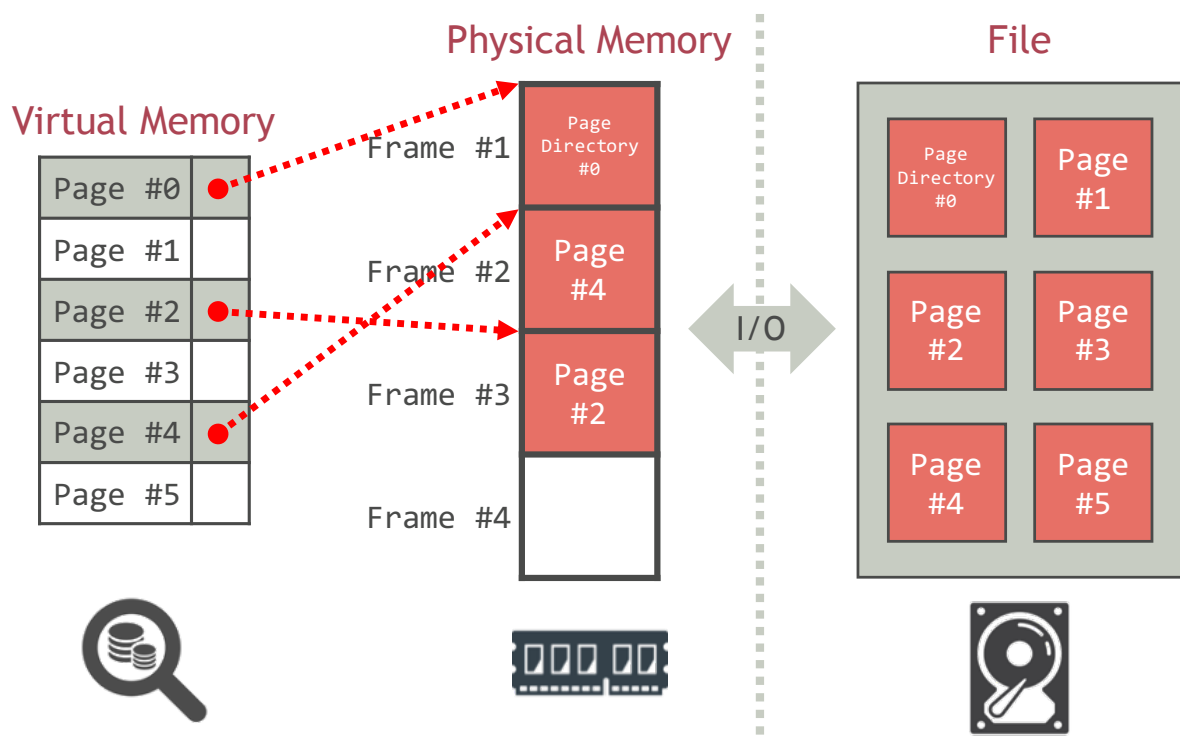 Virtual Memory
Page #0
Page #1
Page #2
Page #3
Page #4
Page #5
Physical Memory
Frame #1
Page
Directory
#0
Frame #2
Page
#4
Frame #3
Page
#2
Frame #4
I/O
File
Page
Directory
#0
Page
#1
Page
#2
Page
#3
Page
#4
Page
#5